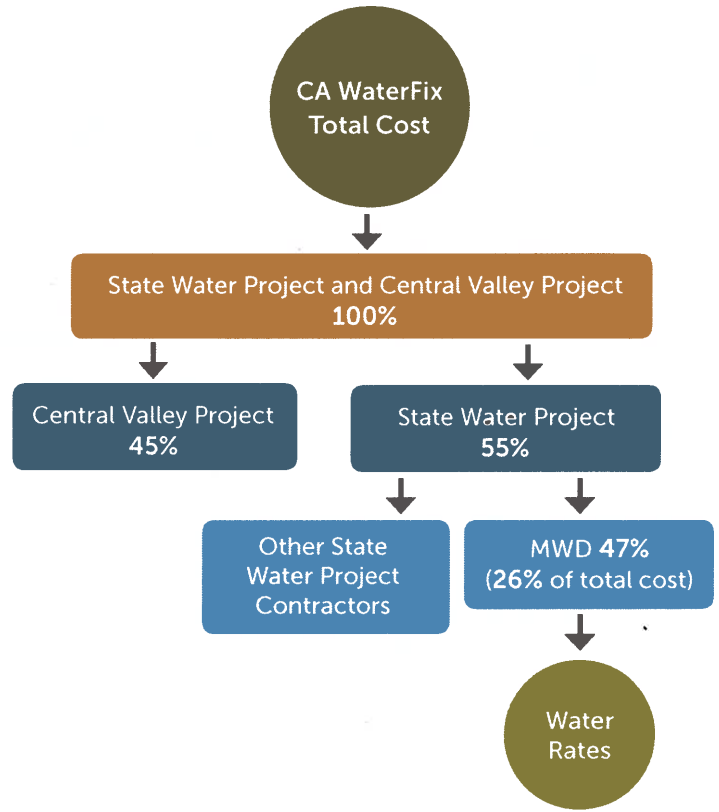 CA WaterFix
Total Cost
State Water Project and Central Valley Project
100%
Central Valley Project
45%
State Water Project
55%
Other State
Water Project
Contractors
MWD 47%
(26% of total cost)
Water
Rates